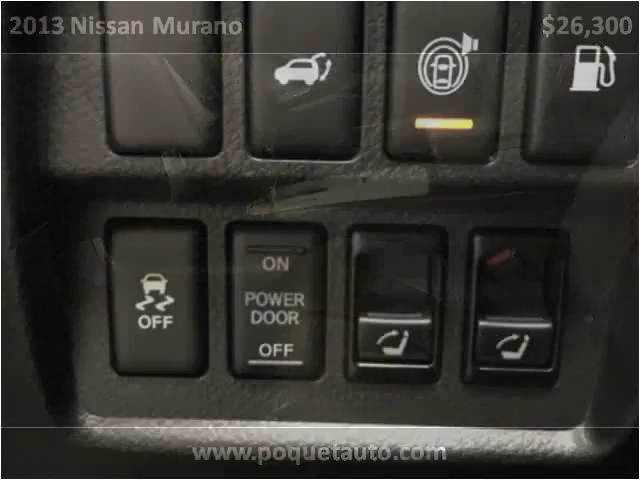 2013 Nissan Murano
$26,300
ON
POWER
DOOR
OFF
OFF
www.poquetauto.com